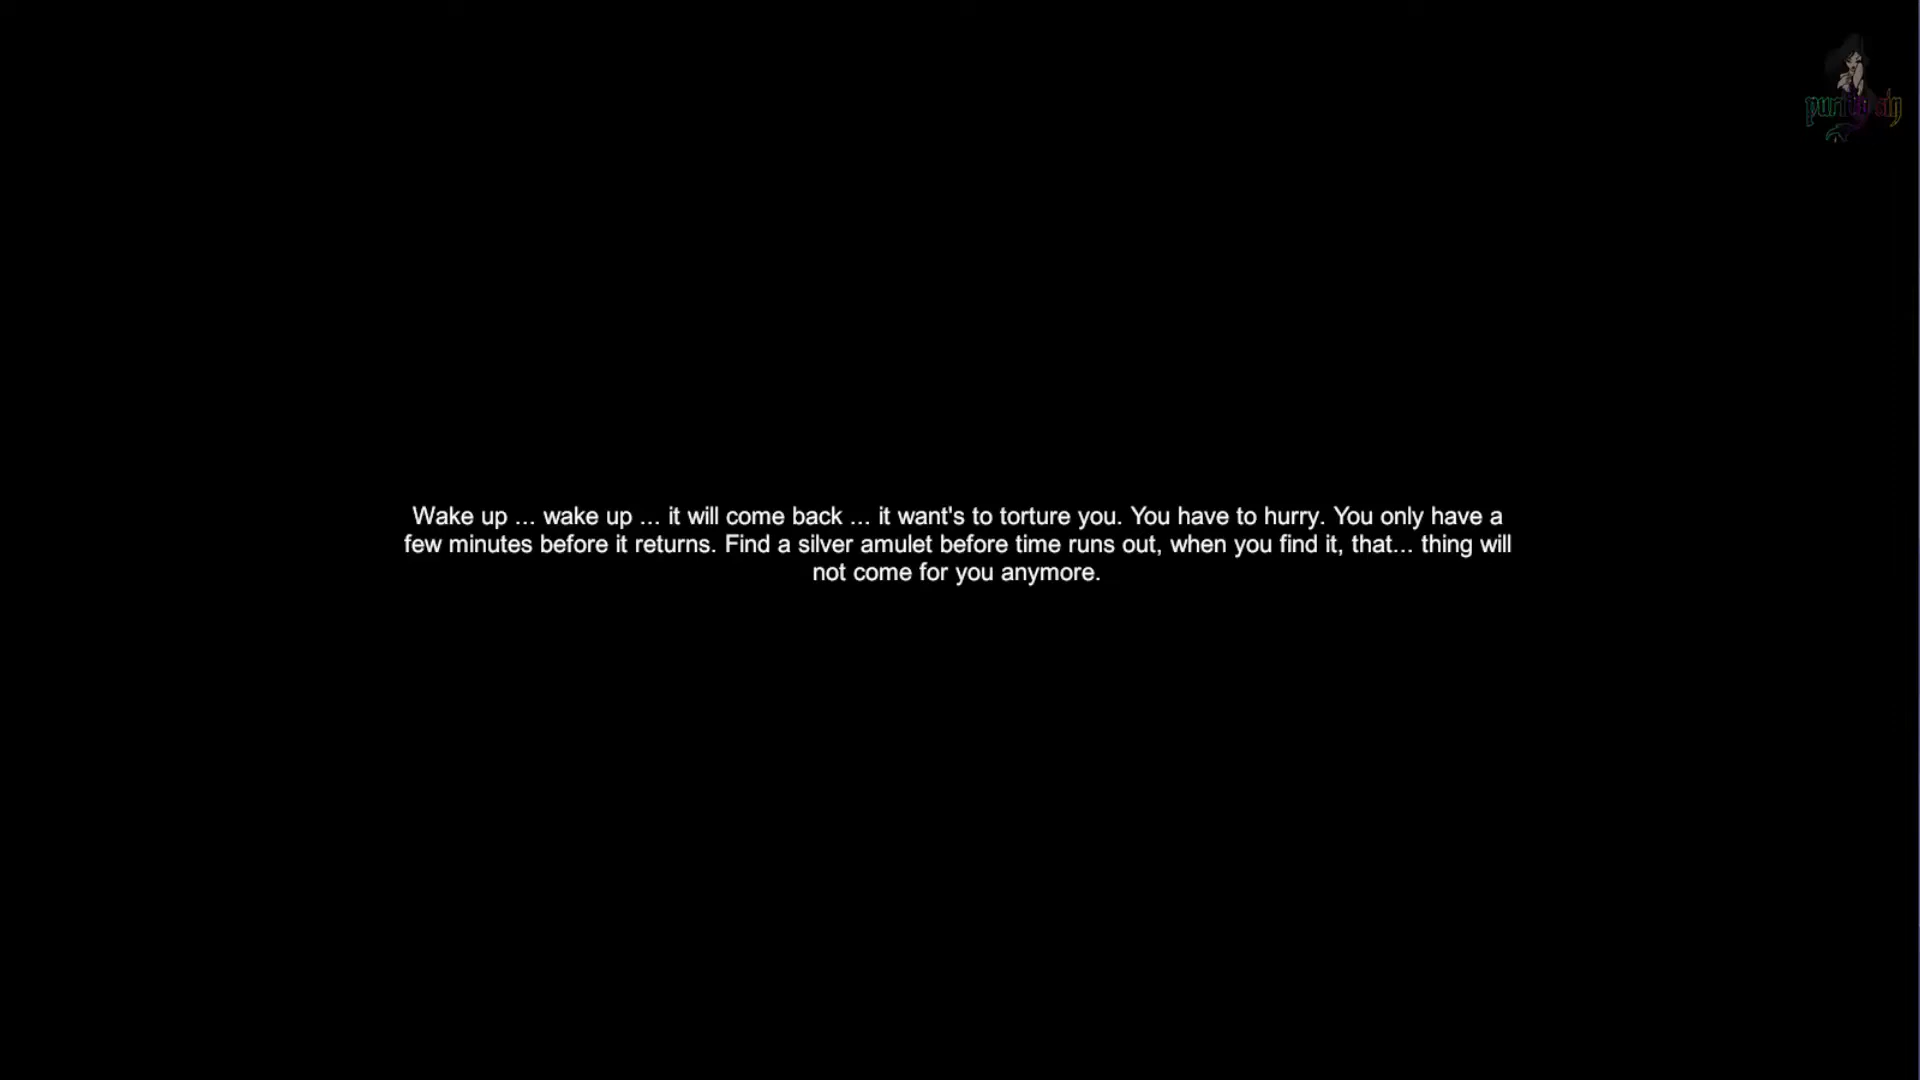 Wake up ... wake up ... it will come back ... it want's to torture you. You have to hurry. You only have a
few minutes before it returns. Find a silver amulet before time runs out, when you find it, that... thing will
not come for you anymore.